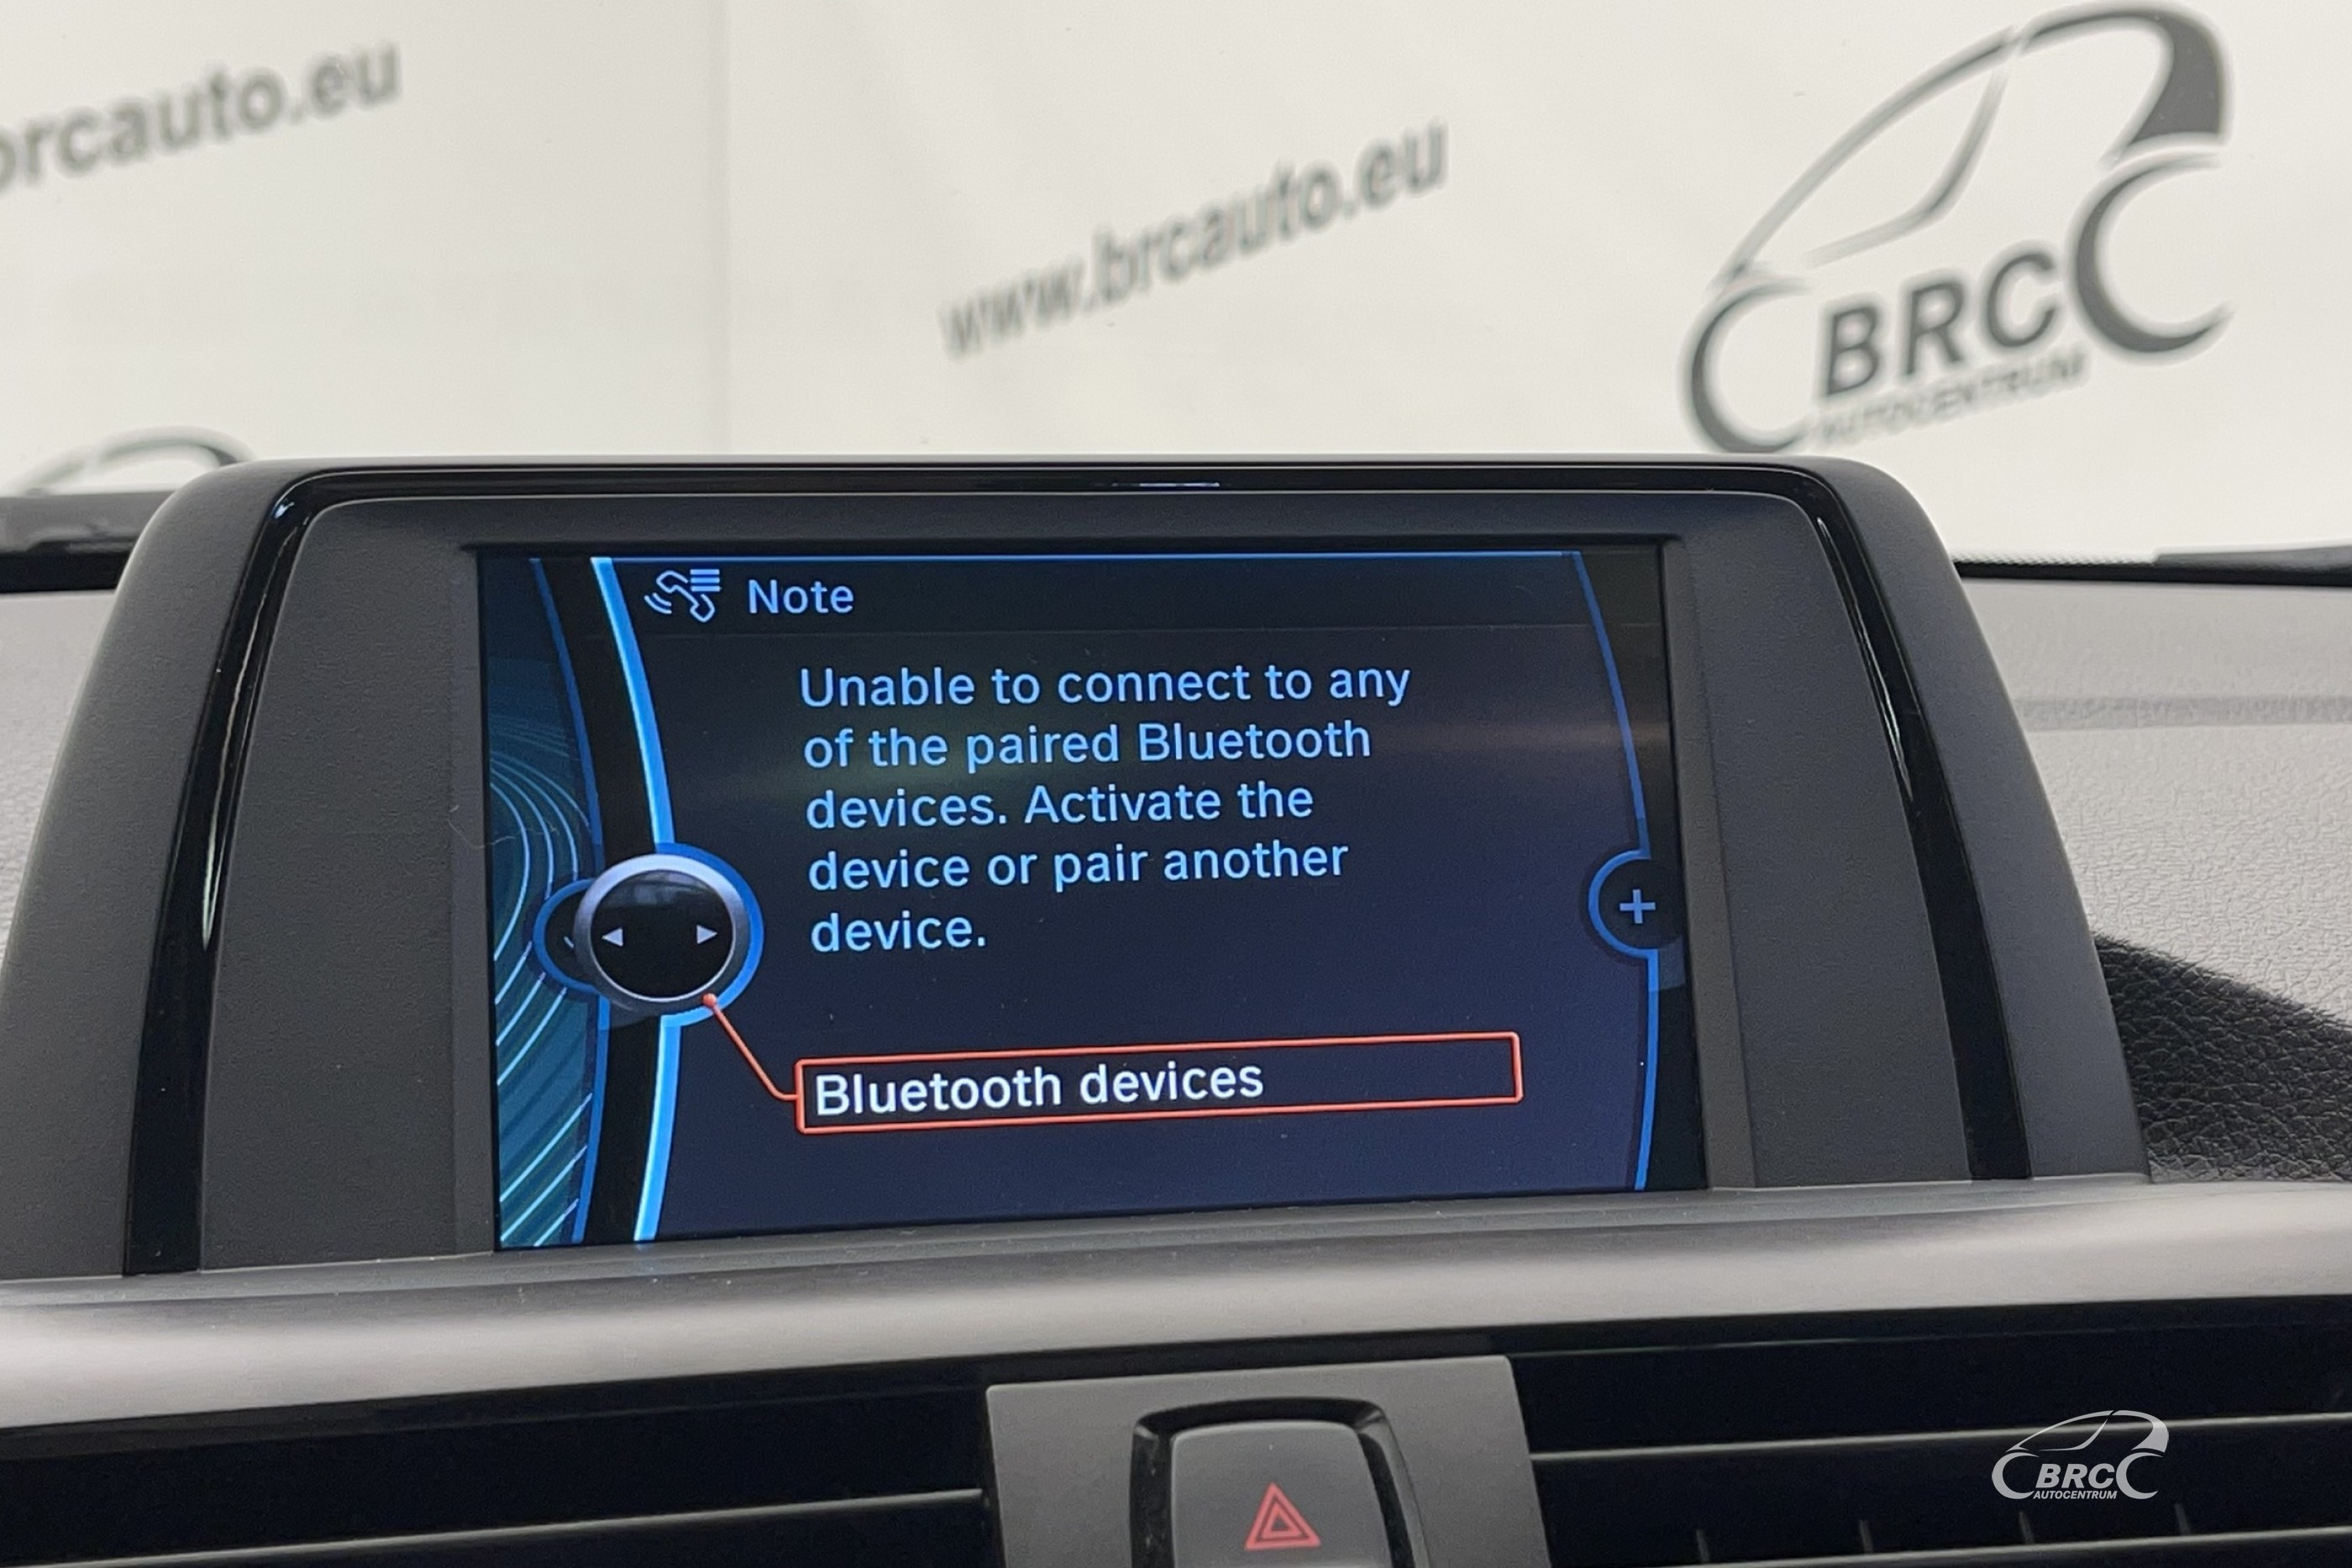 brcauto.eu
www.brcauto.eu
BRC
AUTOCENTRUM
Note
Unable to connect to any
of the paired Bluetooth
devices. Activate the
device or pair another
device.
Bluetooth devices
BRC
AUTOCENTRUM